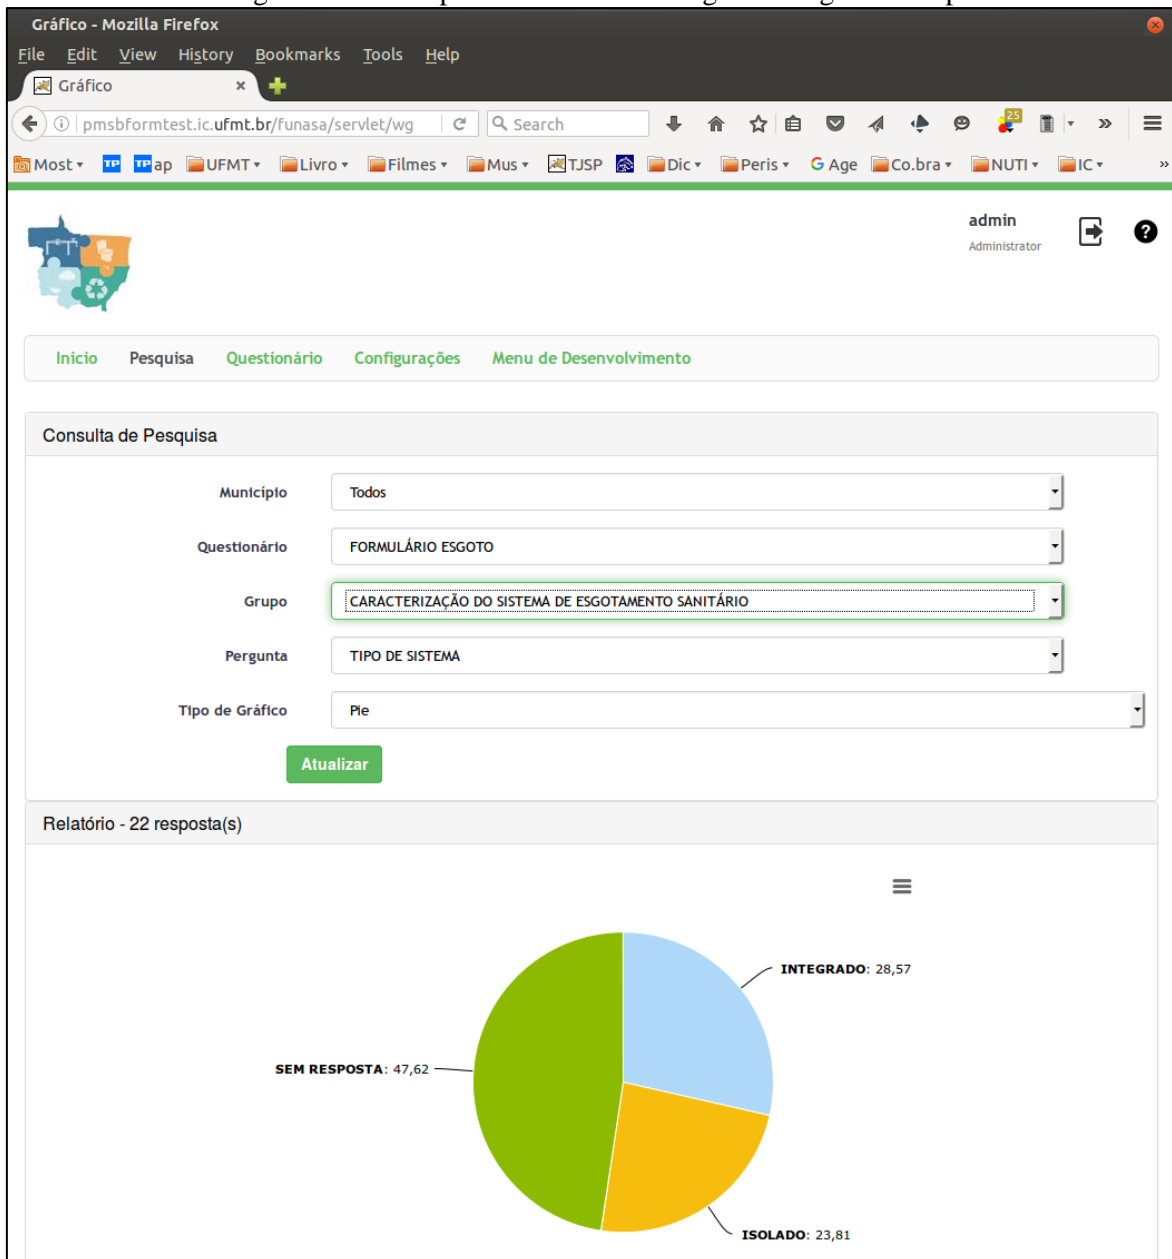 Gráfico - Mozilla Firefox
File Edit View History Bookmarks Tools Help
Gráfico
pmsbformtest.ic.ufmt.br/funasa/servlet/wg Search 25
Most TP TP ap UFMT Livro Filmes Mus TJSP Dic Peris G Age Co.bra NUTI IC
admin
Administrator
Inicio Pesquisa Questionário Configurações Menu de Desenvolvimento
Consulta de Pesquisa
Município Todos
Questionário FORMULÁRIO ESGOTO
Grupo CARACTERIZAÇÃO DO SISTEMA DE ESGOTAMENTO SANITÁRIO
Pergunta TIPO DE SISTEMA
Tipo de Gráfico Pie
Atualizar
Relatório - 22 resposta(s)
INTEGRADO: 28,57
SEM RESPOSTA: 47,62
ISOLADO: 23,81